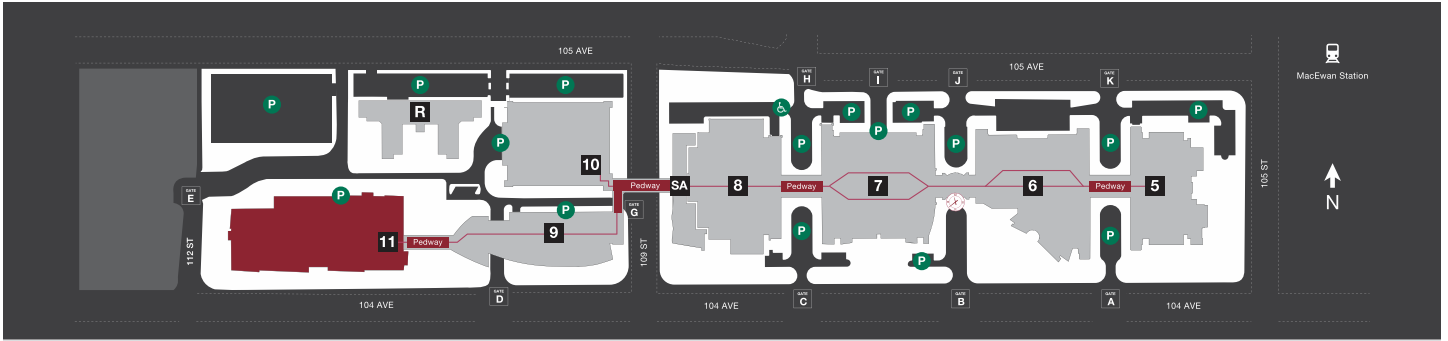 105 AVE
105 AVE
MacEwan Station
GATE
H
GATE
I
GATE
J
GATE
K
P
P
P
P
P
P
P
R
P
P
P
P
P
10
Pedway
SA
8
Pedway
7
6
Pedway
5
105 ST
N
GATE
E
P
P
GATE
G
9
11
Pedway
P
P
P
112 ST
109 ST
104 AVE
GATE
D
104 AVE
GATE
C
GATE
B
GATE
A
104 AVE